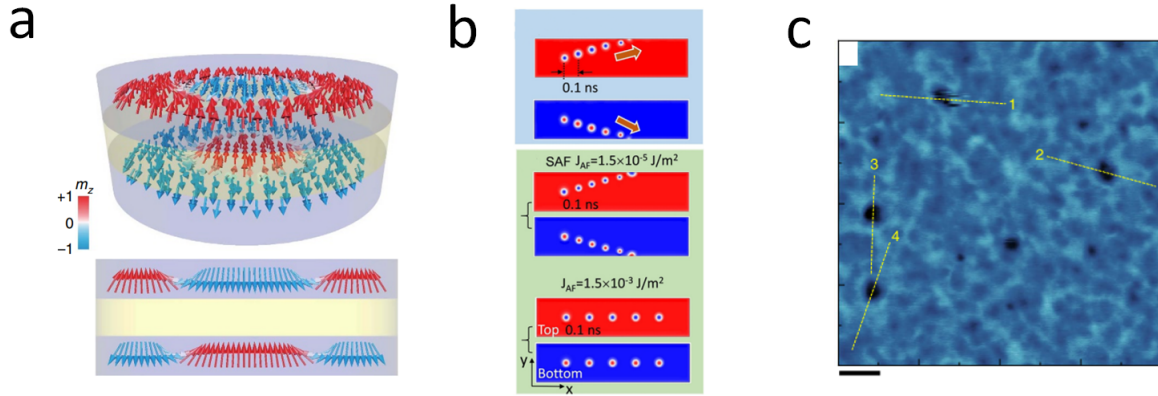 a
m_z
+1
0
−1
b
0.1 ns
SAF J_AF=1.5×10⁻⁵ J/m²
0.1 ns
J_AF=1.5×10⁻³ J/m²
Top
0.1 ns
Bottom
y
x
c
1
2
3
4